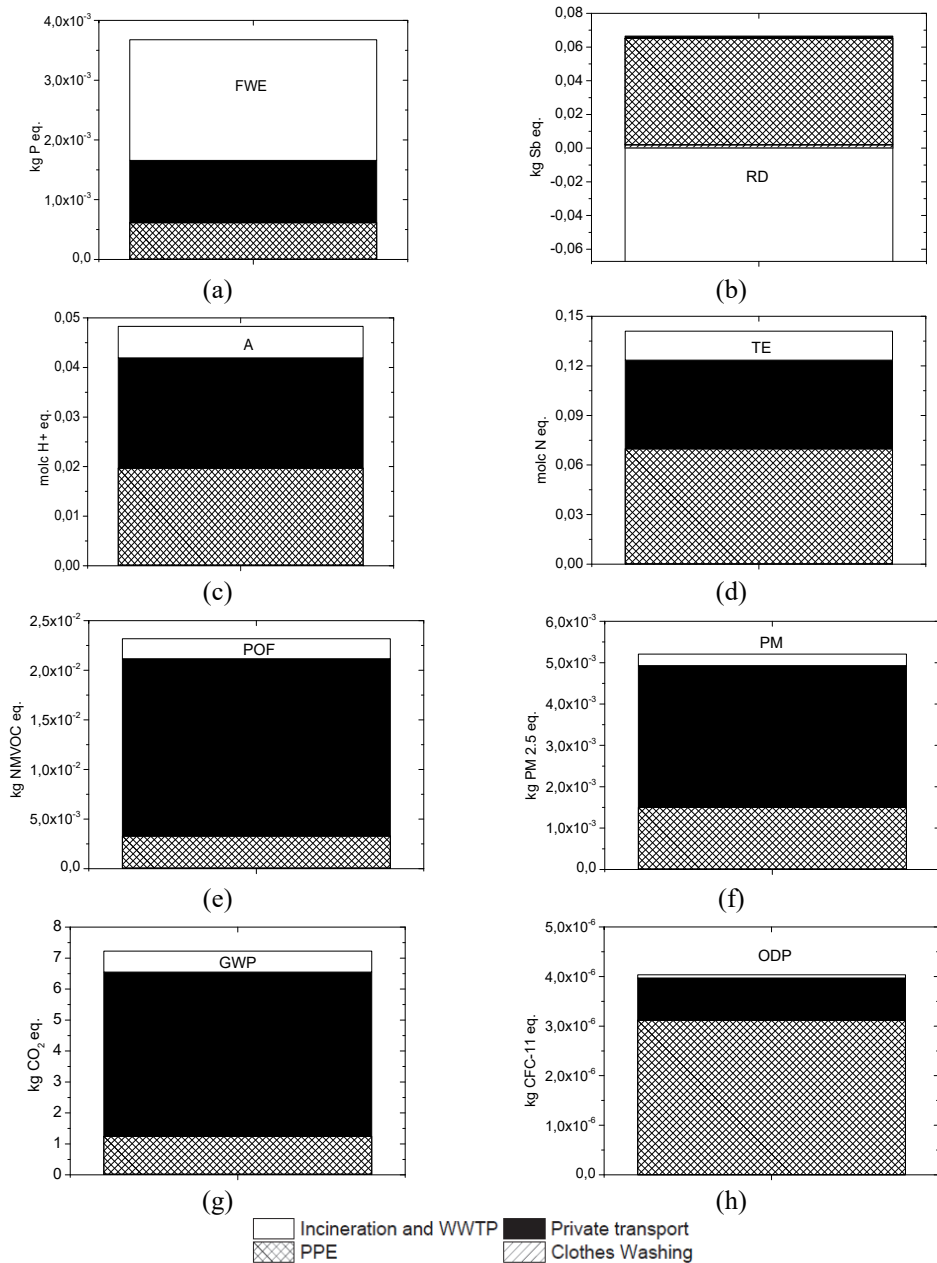 4,0x10⁻³
3,0x10⁻³
2,0x10⁻³
1,0x10⁻³
0,0
kg P eq.
FWE
(a)
0,08
0,06
0,04
0,02
0,00
-0,02
-0,04
-0,06
kg Sb eq.
RD
(b)
0,05
0,04
0,03
0,02
0,01
0,00
molc H+ eq.
A
(c)
0,15
0,12
0,09
0,06
0,03
0,00
molc N eq.
TE
(d)
2,5x10⁻²
2,0x10⁻²
1,5x10⁻²
1,0x10⁻²
5,0x10⁻³
0,0
kg NMVOC eq.
POF
(e)
6,0x10⁻³
5,0x10⁻³
4,0x10⁻³
3,0x10⁻³
2,0x10⁻³
1,0x10⁻³
0,0
kg PM 2.5 eq.
PM
(f)
8
7
6
5
4
3
2
1
0
kg CO₂ eq.
GWP
(g)
5,0x10⁻⁶
4,0x10⁻⁶
3,0x10⁻⁶
2,0x10⁻⁶
1,0x10⁻⁶
0,0
kg CFC-11 eq.
ODP
(h)
Incineration and WWTP
Private transport
PPE
Clothes Washing